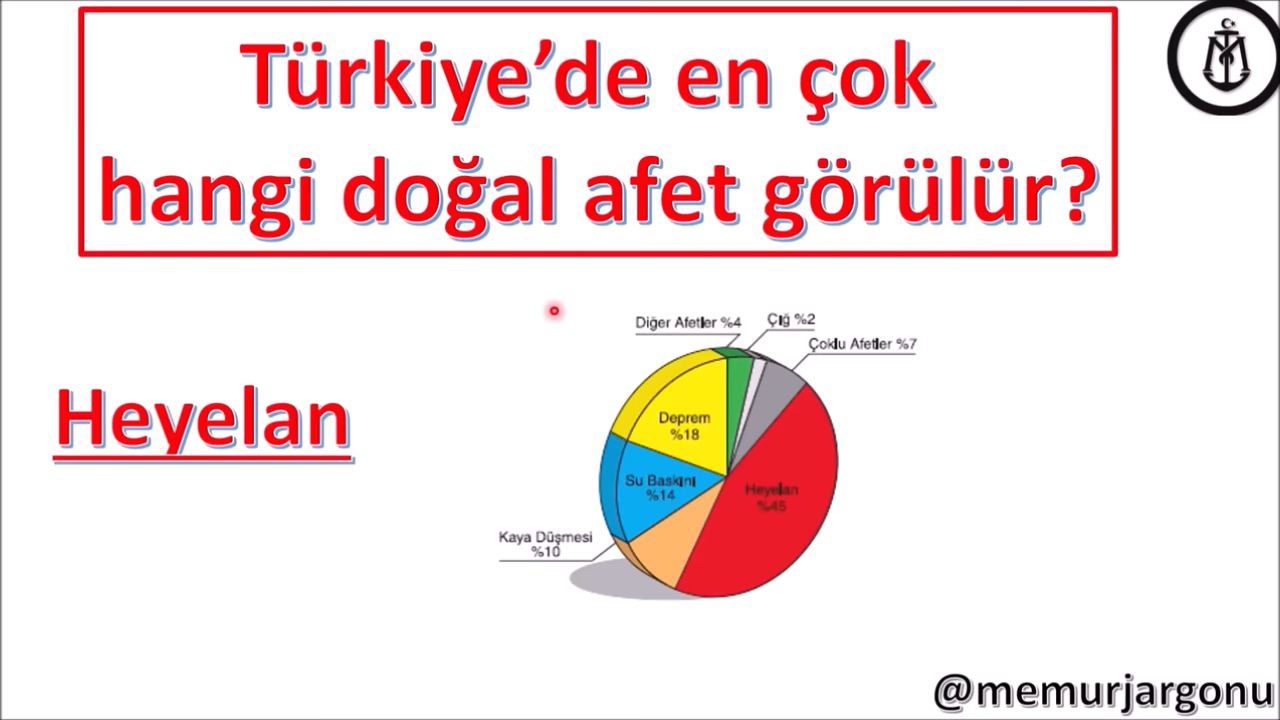 Türkiye'de en çok
hangi doğal afet görülür?
Diğer Afetler %4
Çığ %2
Çoklu Afetler %7
Deprem
%18
Heyelan
Su Baskını
%14
Heyelan
%45
Kaya Düşmesi
%10
@memurjargonu